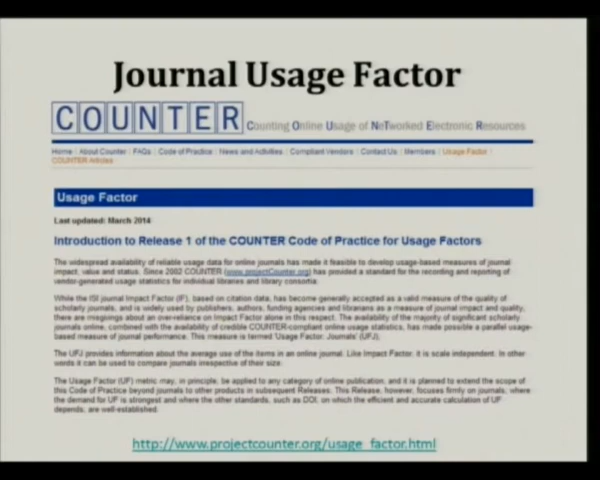 Journal Usage Factor
COUNTER Counting Online Usage of NeTworked Electronic Resources
Home | About Counter | FAQs | Code of Practice | News and Activities | Compliant Vendors | Contact Us | Members | Usage Factor |
COUNTER Articles
Usage Factor
Last updated: March 2014
Introduction to Release 1 of the COUNTER Code of Practice for Usage Factors
The widespread availability of reliable usage data for online journals has made it feasible to develop usage-based measures of journal
impact, value and status. Since 2002 COUNTER (www.projectCounter.org) has provided a standard for the recording and reporting of
vendor-generated usage statistics for individual libraries and library consortia.
While the ISI journal Impact Factor (IF), based on citation data, has become generally accepted as a valid measure of the quality of
scholarly journals, and is widely used by publishers, authors, funding agencies and librarians as a measure of journal impact and quality,
there are misgivings about an over-reliance on Impact Factor alone in this respect. The availability of the majority of significant scholarly
journals online, combined with the availability of credible COUNTER-compliant online usage statistics, has made possible a parallel usage-
based measure of journal performance. This measure is termed 'Usage Factor: Journals' (UFJ).
The UFJ provides information about the average use of the items in an online journal. Like Impact Factor, it is scale independent. In other
words it can be used to compare journals irrespective of their size.
The Usage Factor (UF) metric may, in principle, be applied to any category of online publication, and it is planned to extend the scope of
this Code of Practice beyond journals to other products in subsequent Releases. This Release, however, focuses firmly on journals, where
the demand for UF is strongest and where the other standards, such as DOI, on which the efficient and accurate calculation of UF
depends, are well-established.
http://www.projectcounter.org/usage_factor.html